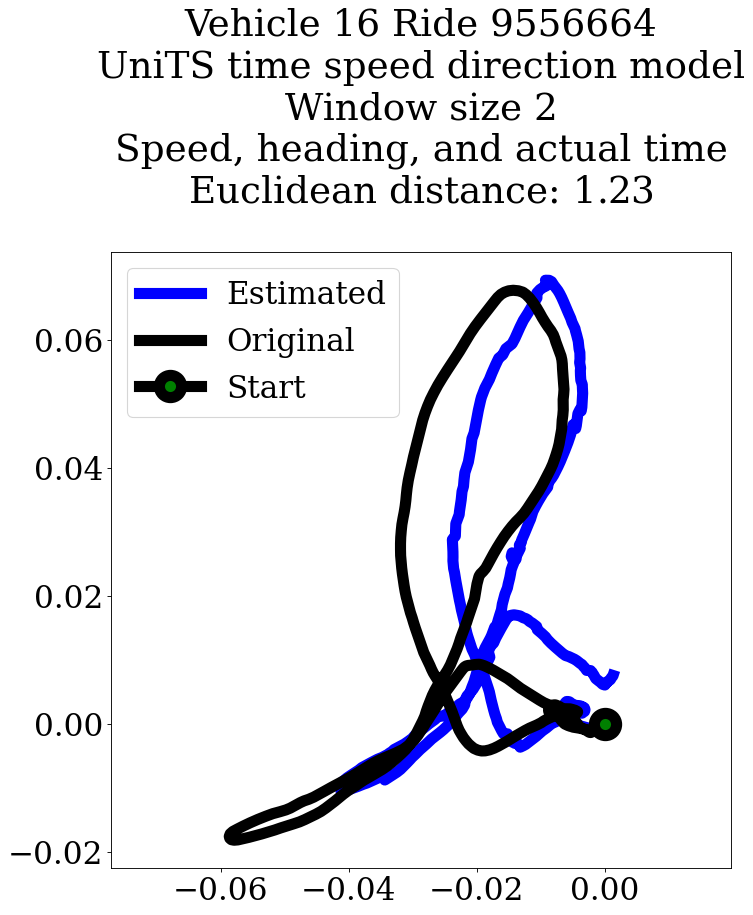 Vehicle 16 Ride 9556664
UniTS time speed direction model
Window size 2
Speed, heading, and actual time
Euclidean distance: 1.23
Estimated
Original
Start
0.06
0.04
0.02
0.00
−0.02
−0.06 −0.04 −0.02 0.00